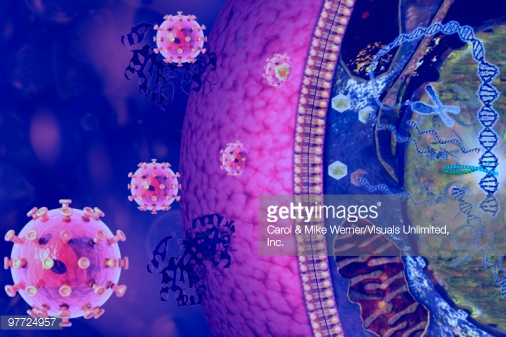 gettyimages
Carol & Mike Werner/Visuals Unlimited,
Inc.
97724957